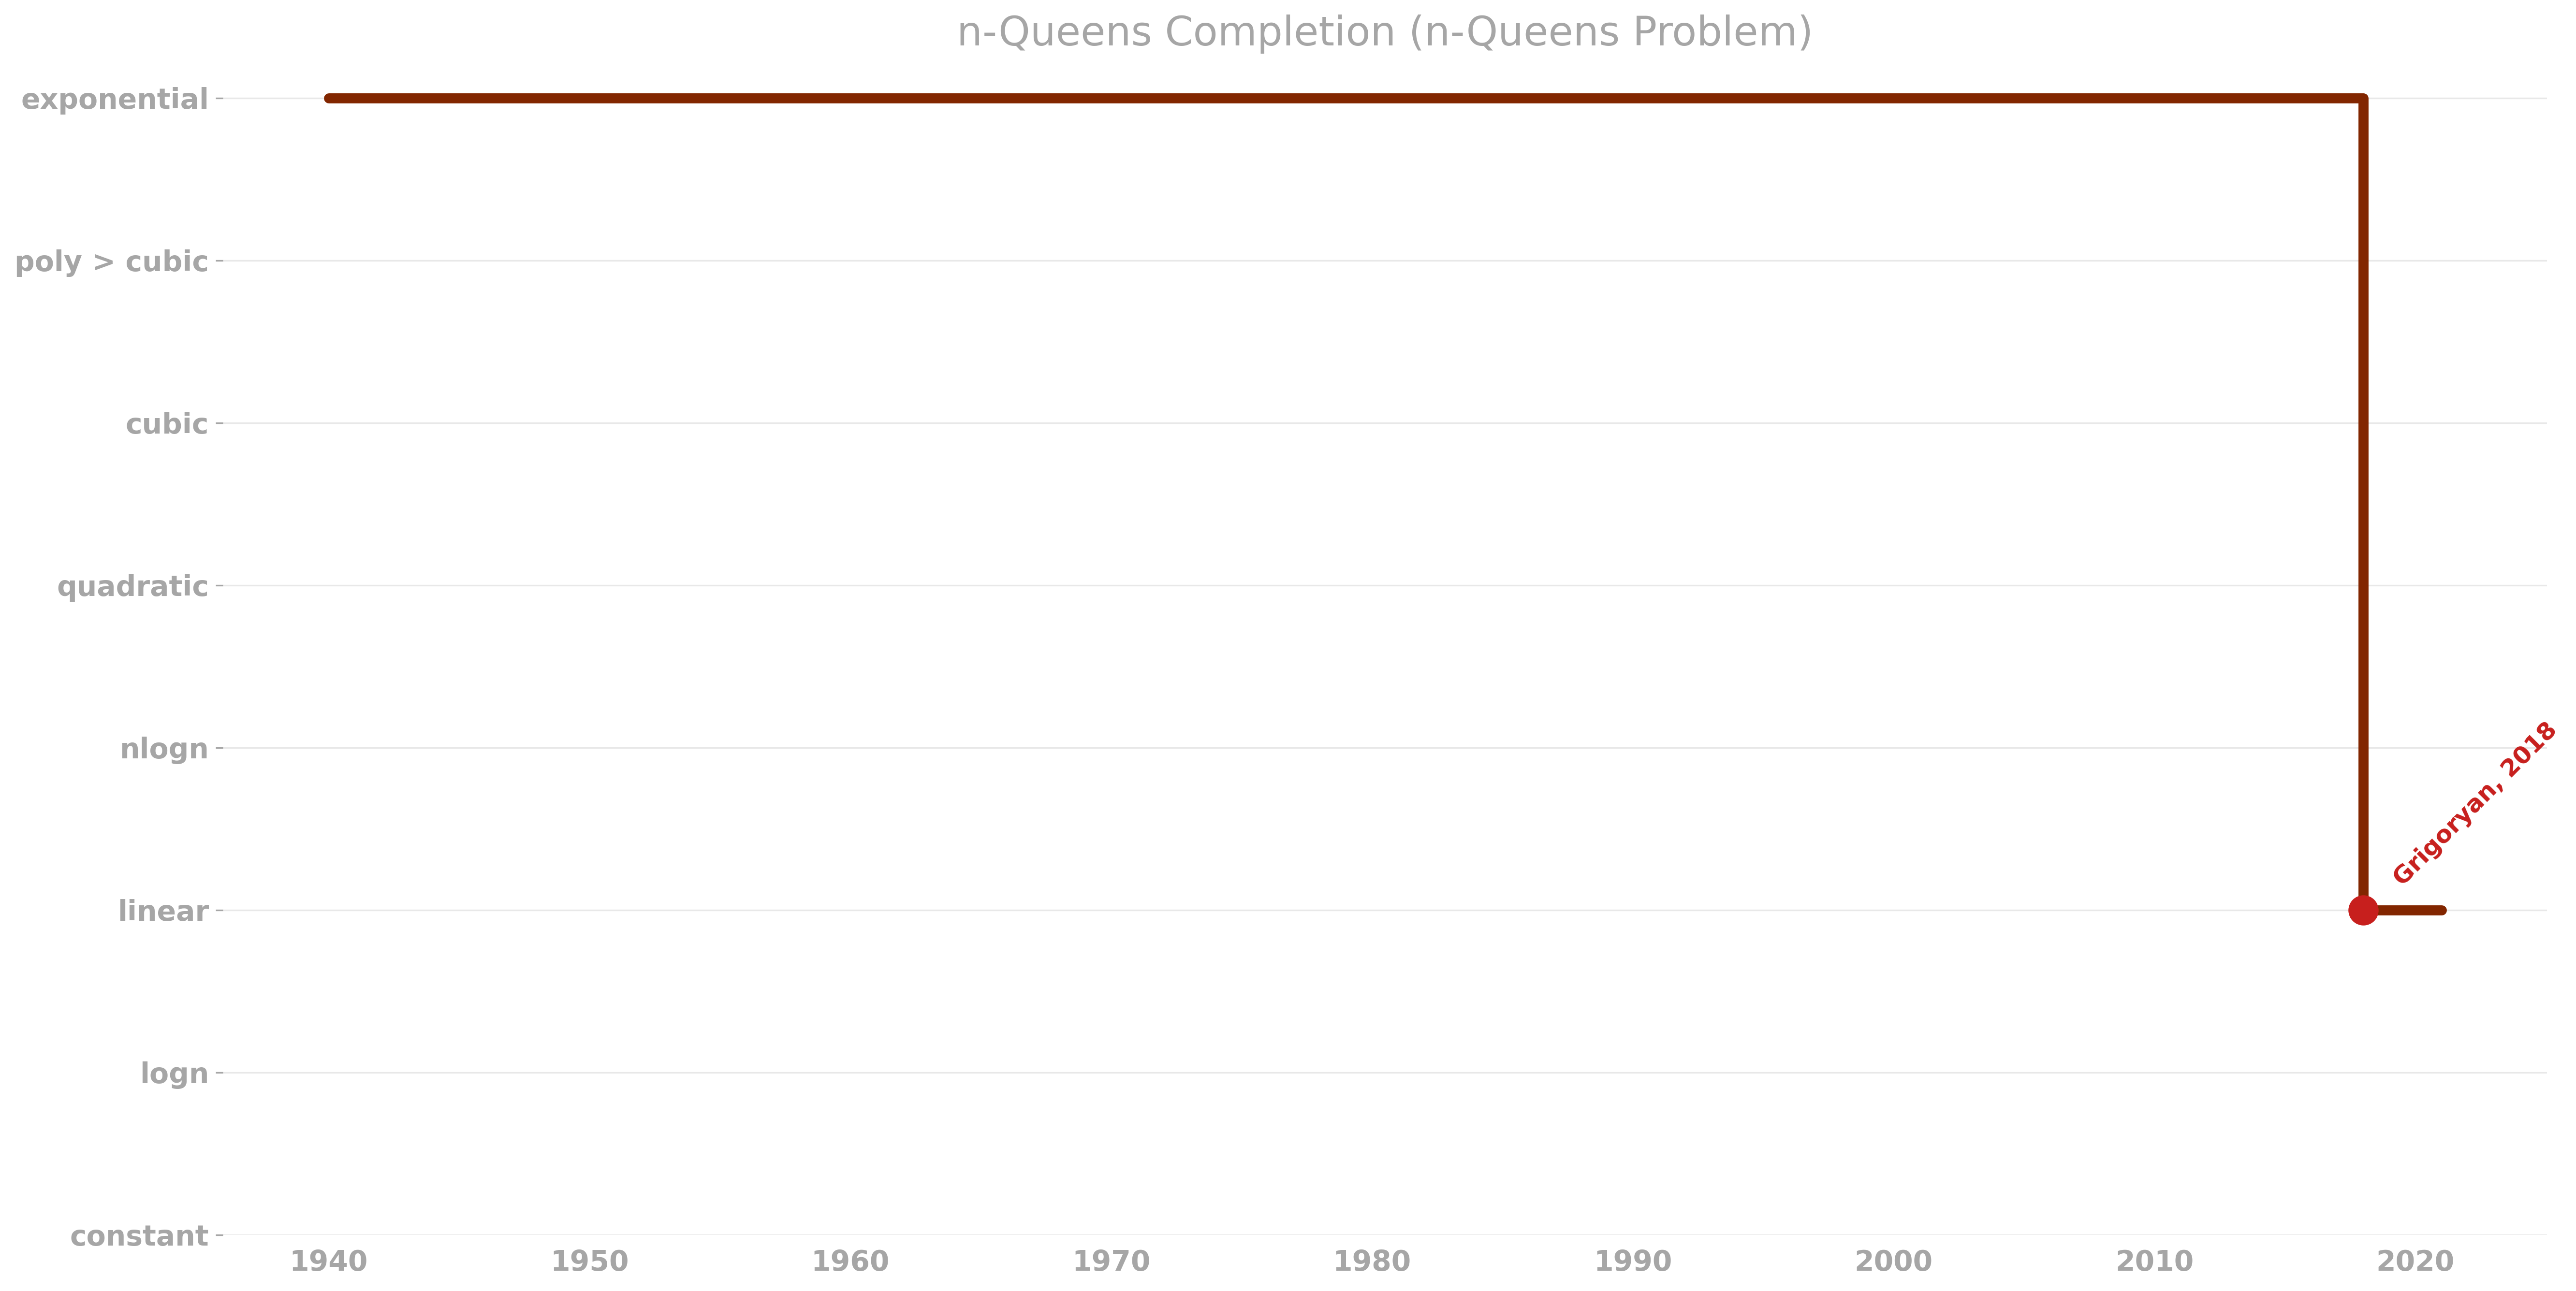 n-Queens Completion (n-Queens Problem)
exponential
poly > cubic
cubic
quadratic
nlogn
Grigoryan, 2018
linear
logn
constant
1940 1950 1960 1970 1980 1990 2000 2010 2020